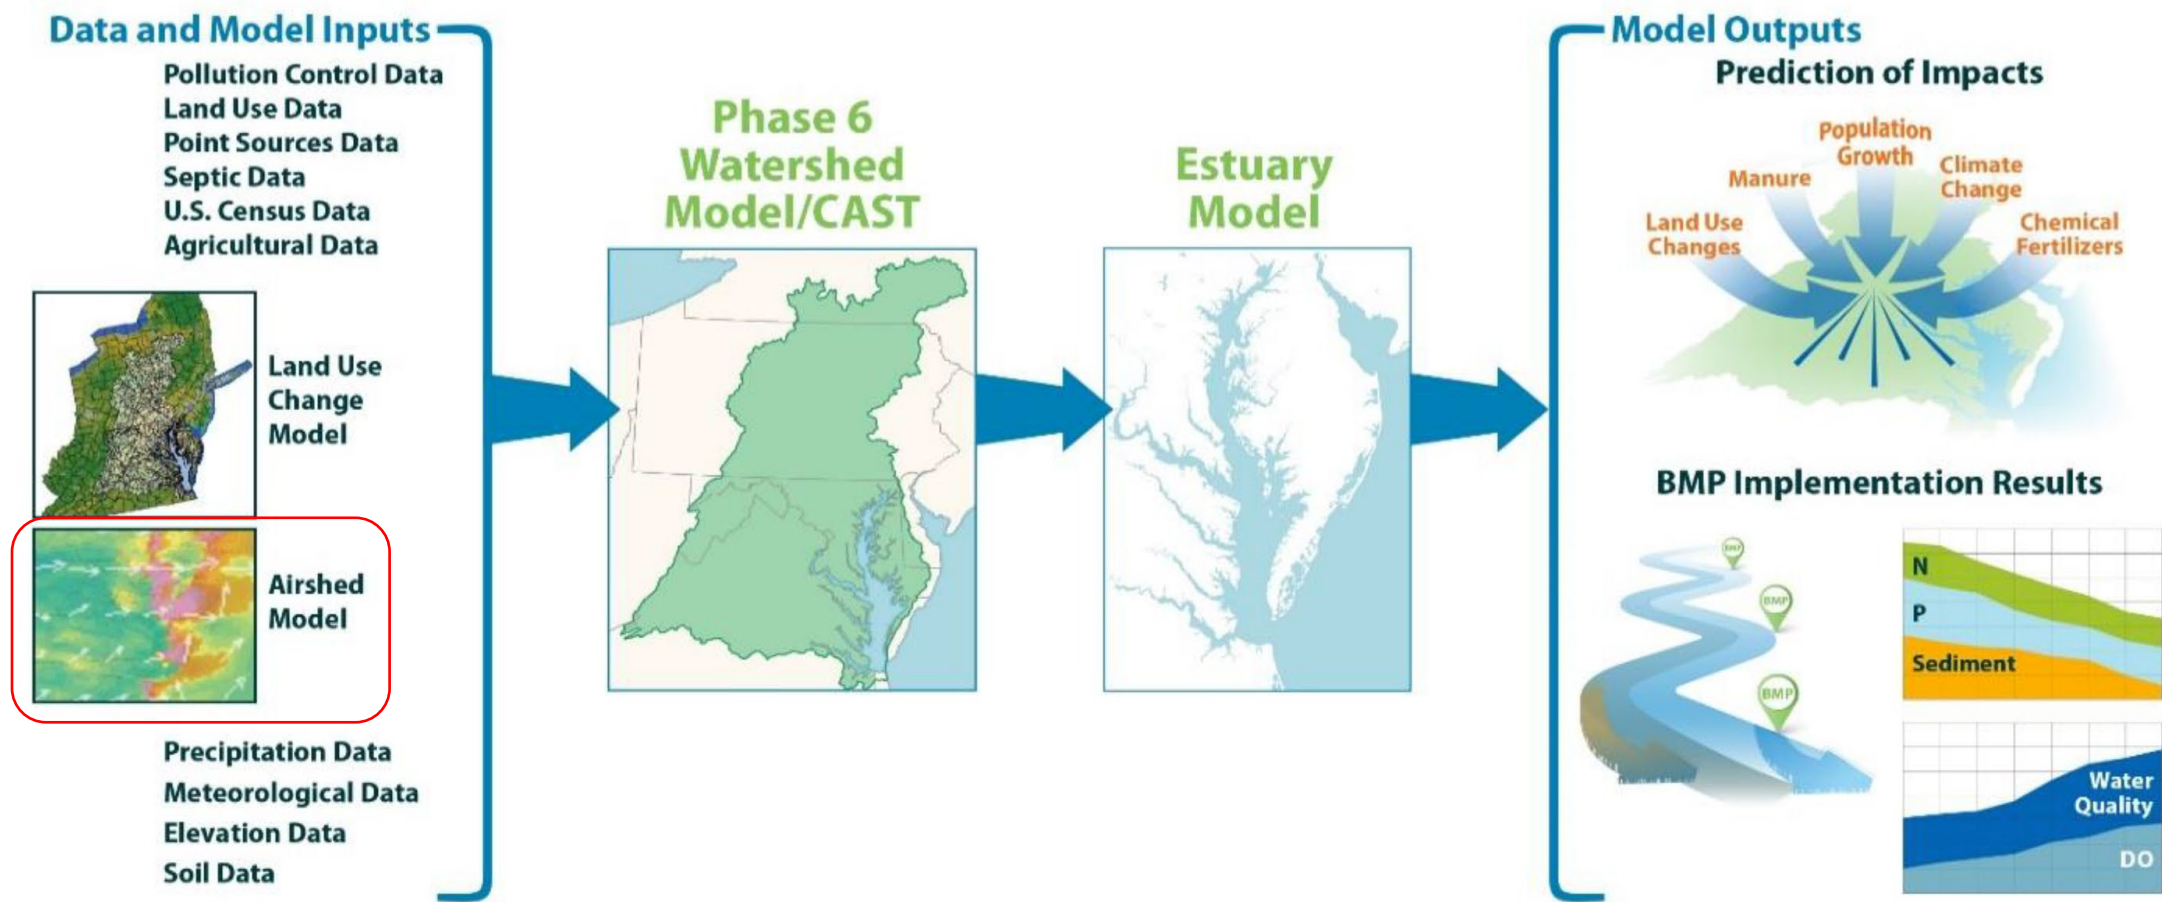 Data and Model Inputs
Pollution Control Data
Land Use Data
Point Sources Data
Septic Data
U.S. Census Data
Agricultural Data
Land Use
Change
Model
Airshed
Model
Precipitation Data
Meteorological Data
Elevation Data
Soil Data
Phase 6
Watershed
Model/CAST
Estuary
Model
Model Outputs
Prediction of Impacts
Population
Growth
Climate
Change
Manure
Land Use
Changes
Chemical
Fertilizers
BMP Implementation Results
BMP
BMP
BMP
N
P
Sediment
Water
Quality
DO